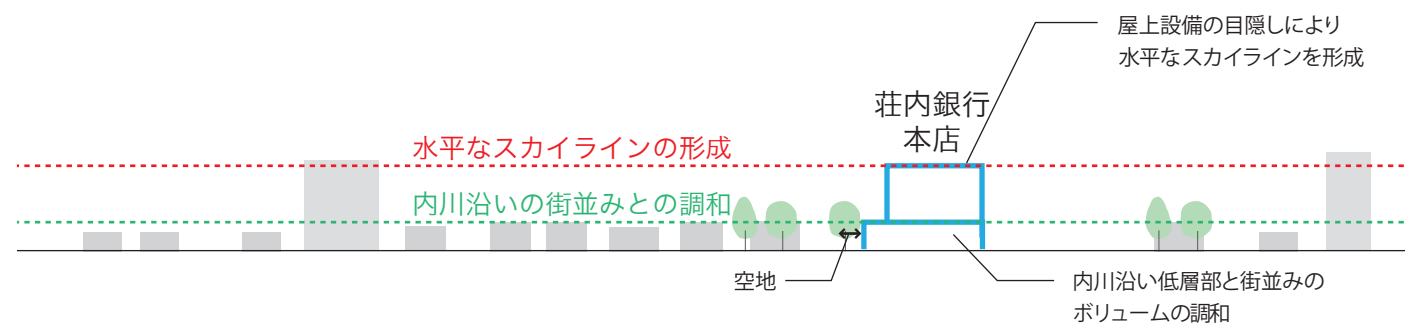 屋上設備の目隠しにより
水平なスカイラインを形成
荘内銀行
本店
水平なスカイラインの形成
内川沿いの街並みとの調和
空地
内川沿い低層部と街並みの
ボリュームの調和